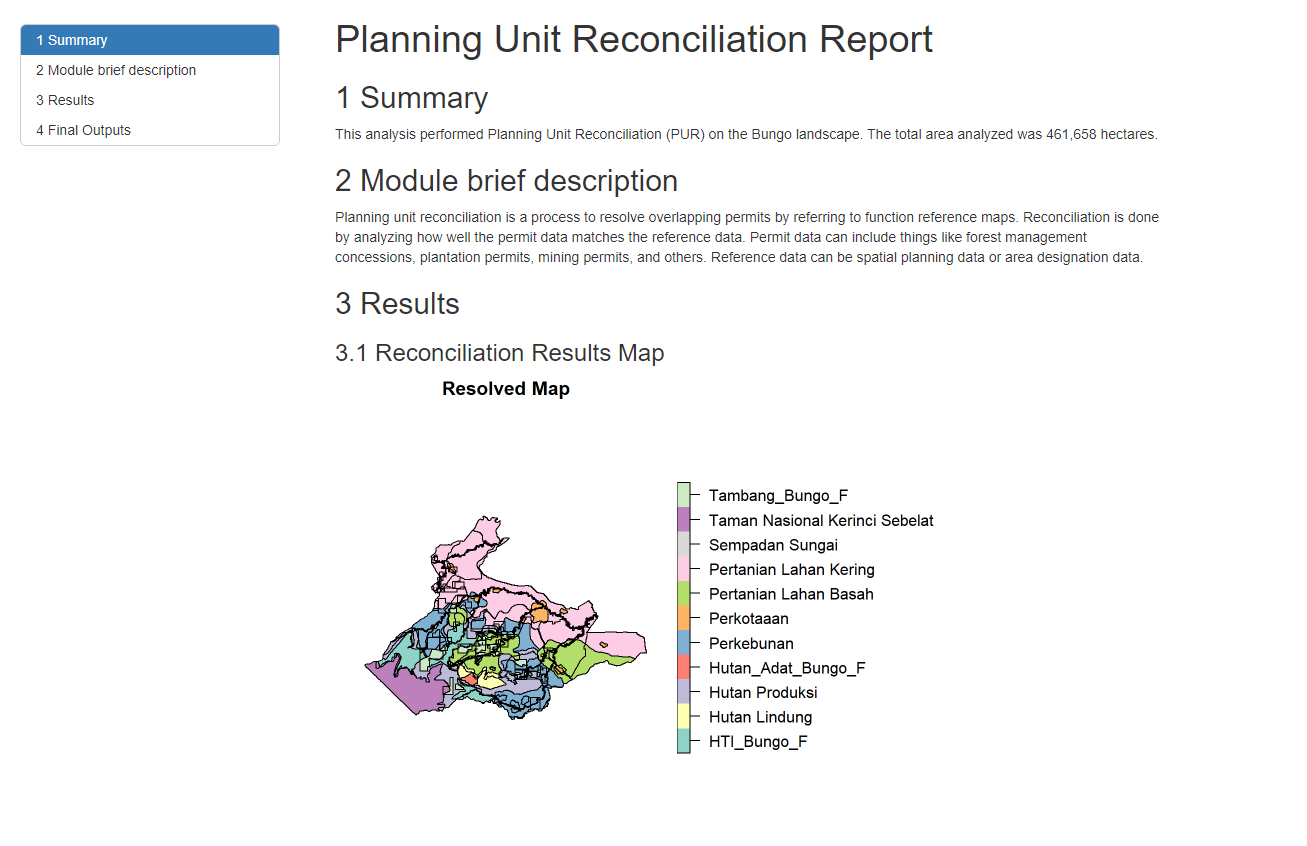 1 Summary
2 Module brief description
3 Results
4 Final Outputs
Planning Unit Reconciliation Report
1 Summary
This analysis performed Planning Unit Reconciliation (PUR) on the Bungo landscape. The total area analyzed was 461,658 hectares.
2 Module brief description
Planning unit reconciliation is a process to resolve overlapping permits by referring to function reference maps. Reconciliation is done
by analyzing how well the permit data matches the reference data. Permit data can include things like forest management
concessions, plantation permits, mining permits, and others. Reference data can be spatial planning data or area designation data.
3 Results
3.1 Reconciliation Results Map
Resolved Map
Tambang_Bungo_F
Taman Nasional Kerinci Sebelat
Sempadan Sungai
Pertanian Lahan Kering
Pertanian Lahan Basah
Perkotaaan
Perkebunan
Hutan_Adat_Bungo_F
Hutan Produksi
Hutan Lindung
HTI_Bungo_F